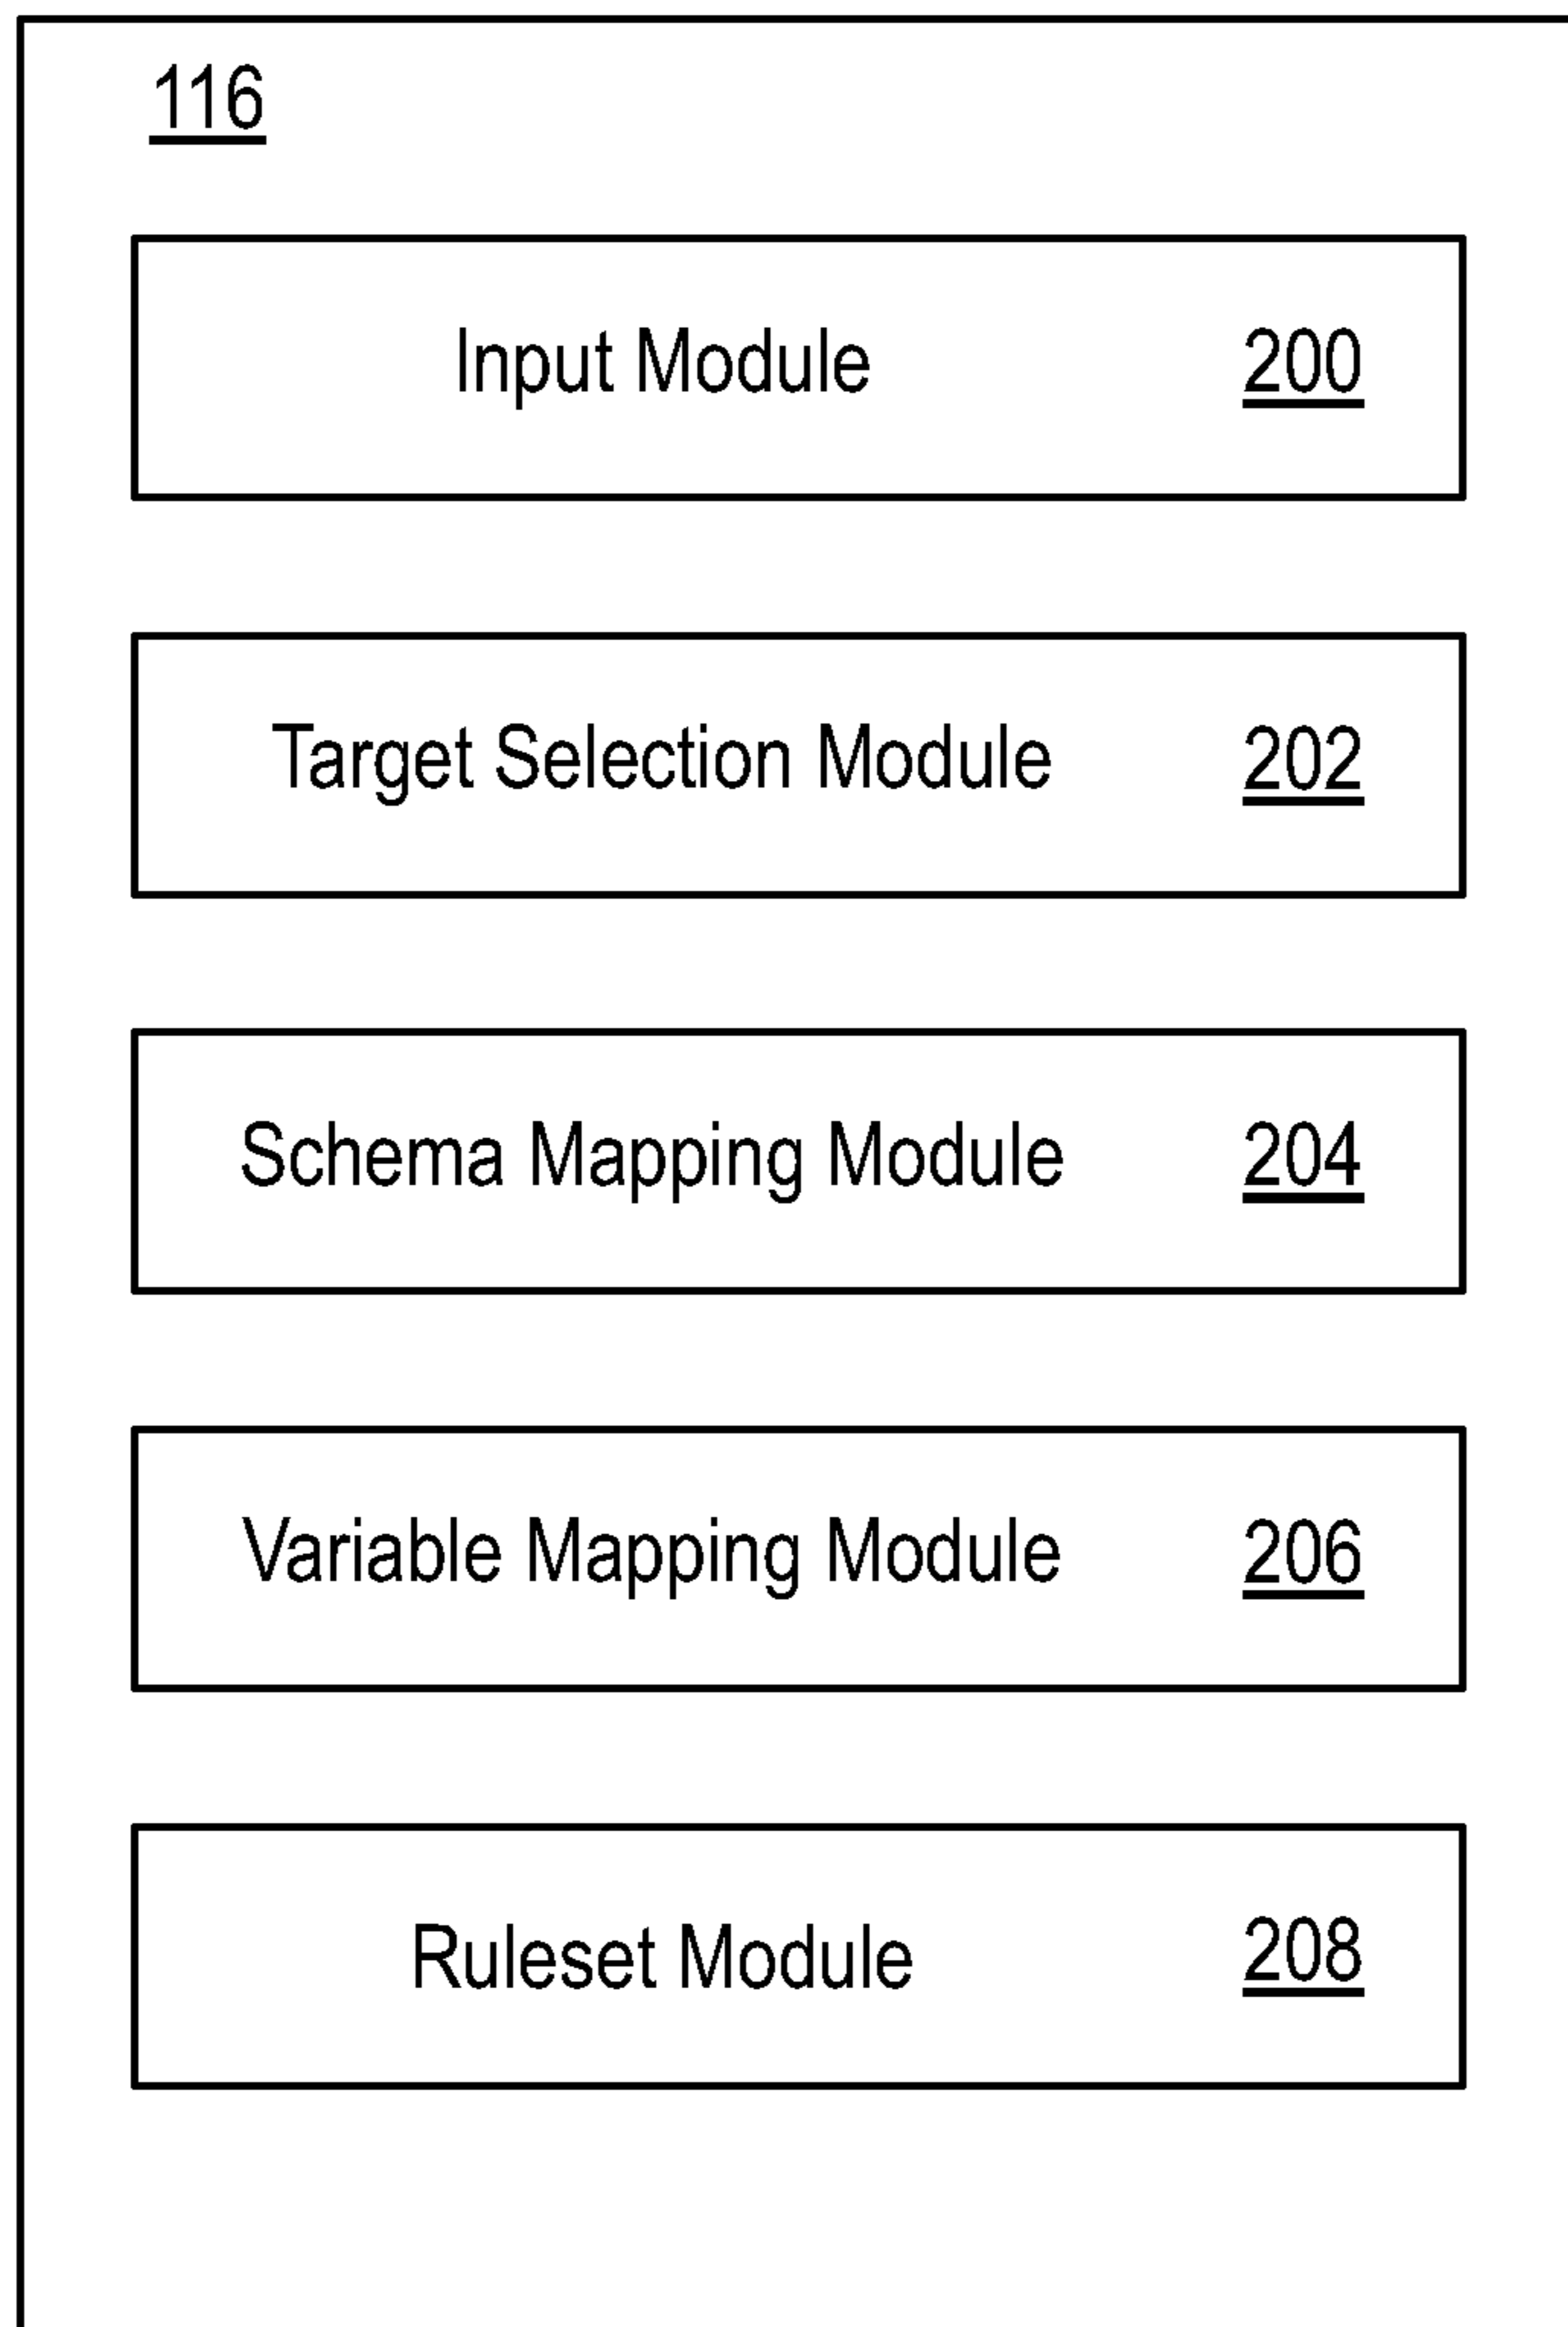 116
Input Module 200
Target Selection Module 202
Schema Mapping Module 204
Variable Mapping Module 206
Ruleset Module 208